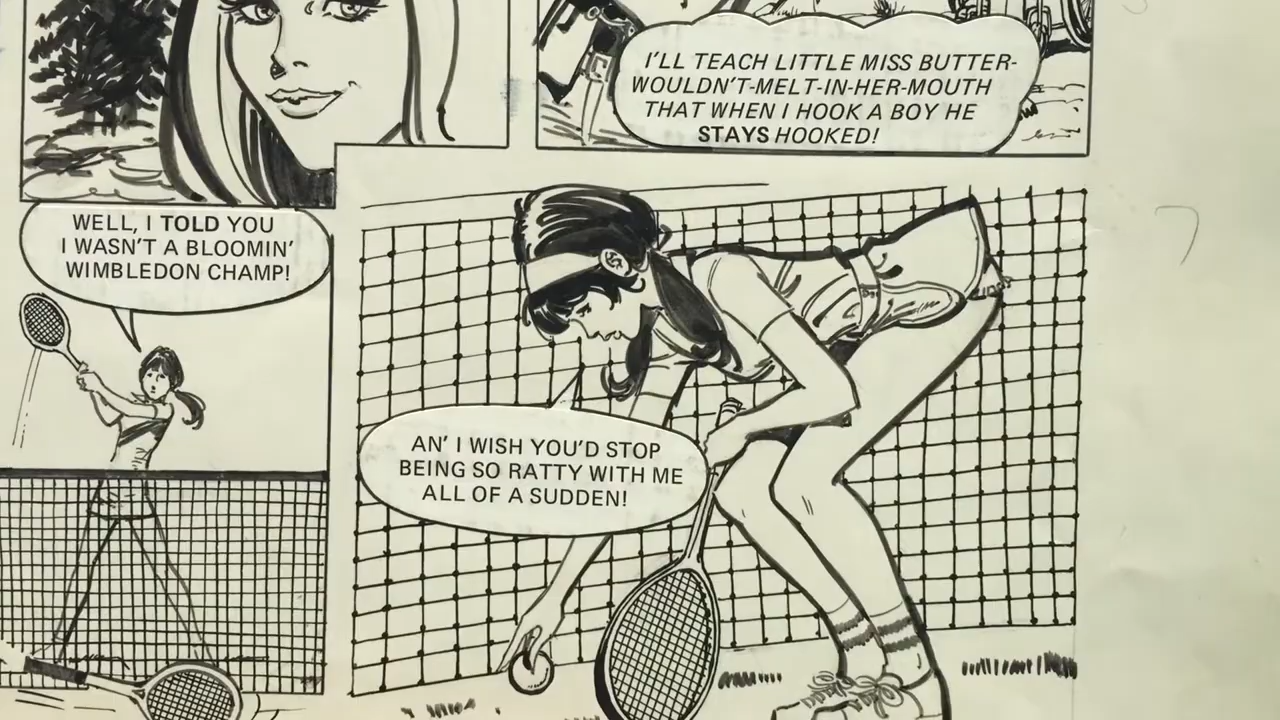 I'LL TEACH LITTLE MISS BUTTER-
WOULDN'T-MELT-IN-HER-MOUTH
THAT WHEN I HOOK A BOY HE
STAYS HOOKED!
WELL, I TOLD YOU
I WASN'T A BLOOMIN'
WIMBLEDON CHAMP!
AN' I WISH YOU'D STOP
BEING SO RATTY WITH ME
ALL OF A SUDDEN!